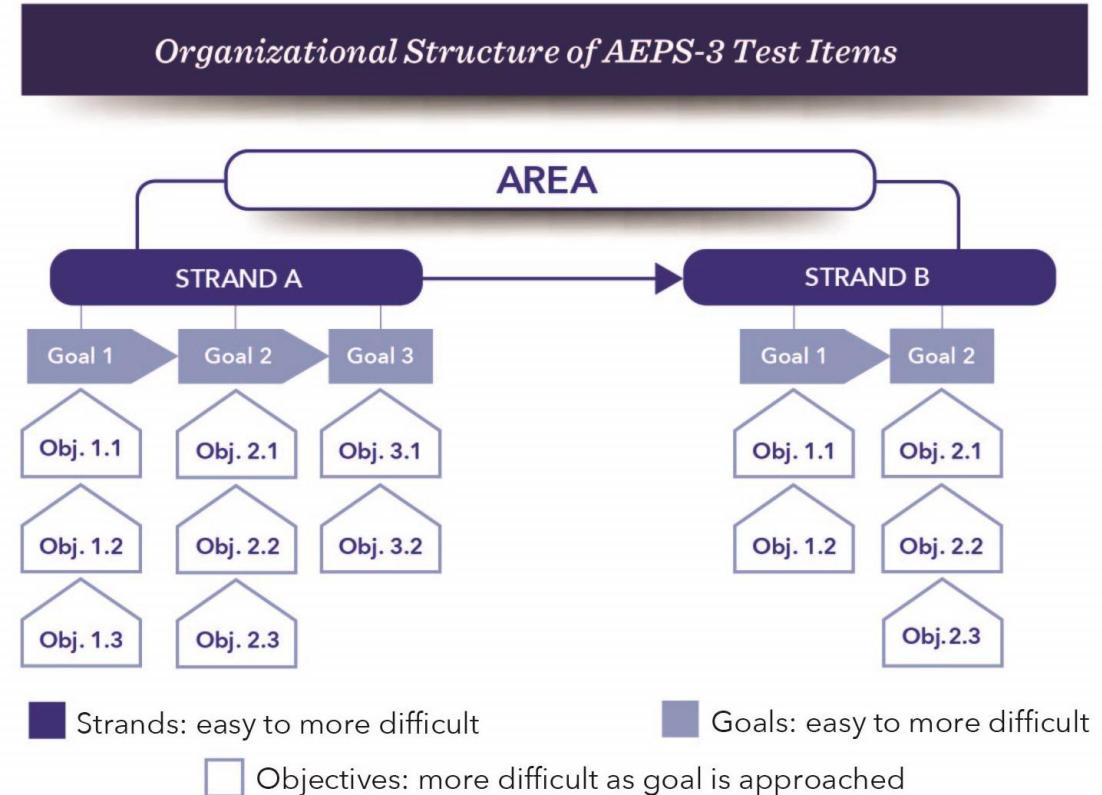 Organizational Structure of AEPS-3 Test Items
AREA
STRAND A
STRAND B
Goal 1
Goal 2
Goal 3
Goal 1
Goal 2
Obj. 1.1
Obj. 2.1
Obj. 3.1
Obj. 1.1
Obj. 2.1
Obj. 1.2
Obj. 2.2
Obj. 3.2
Obj. 1.2
Obj. 2.2
Obj. 1.3
Obj. 2.3
Obj.2.3
Strands: easy to more difficult
Goals: easy to more difficult
Objectives: more difficult as goal is approached